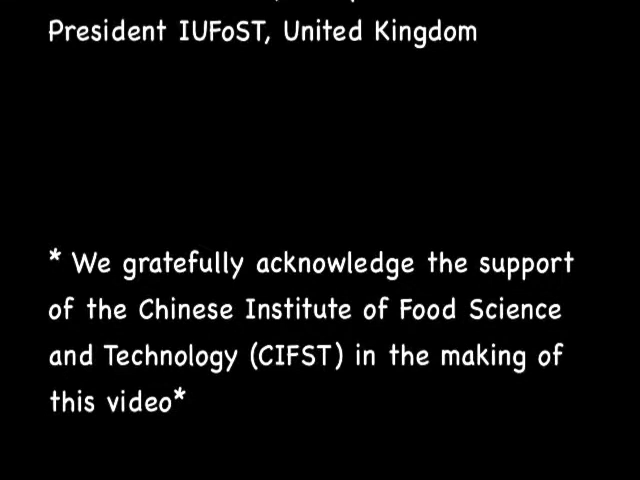 President IUFoST, United Kingdom
* We gratefully acknowledge the support
of the Chinese Institute of Food Science
and Technology (CIFST) in the making of
this video*